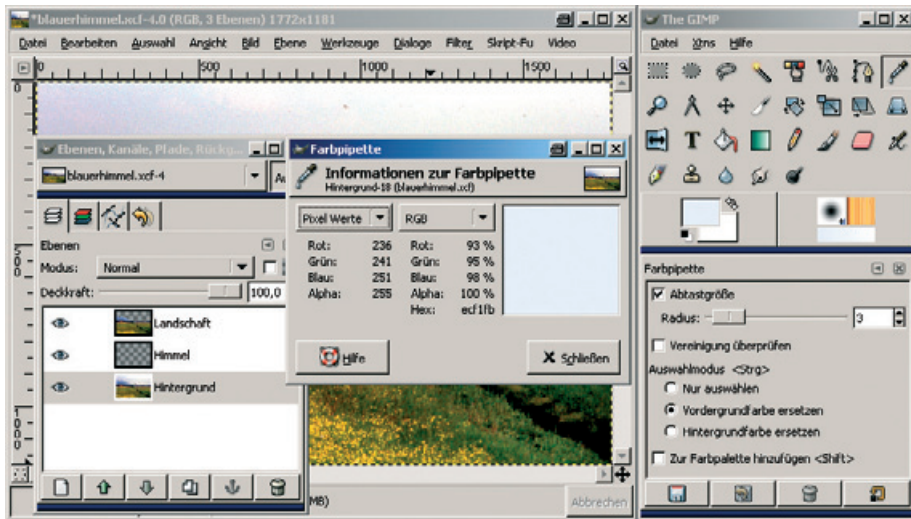 *blauerhimmel.xcf-4.0 (RGB, 3 Ebenen) 1772x1181
Datei Bearbeiten Auswahl Ansicht Bild Ebene Werkzeuge Dialoge Filter Skript-Fu Video
0 500 1000 1500
0
500
1000
Ebenen, Kanäle, Pfade, Rückg...
blauerhimmel.xcf-4
Ebenen
Modus: Normal
Deckkraft: 100,0
Landschaft
Himmel
Hintergrund
MB)
Abbrechen
Farbpipette
Informationen zur Farbpipette
Hintergrund-18 (blauerhimmel.xcf)
Pixel Werte RGB
Rot: 236 Rot: 93 %
Grün: 241 Grün: 95 %
Blau: 251 Blau: 98 %
Alpha: 255 Alpha: 100 %
Hex: ecf1fb
Hilfe
Schließen
The GIMP
Datei Xtns Hilfe
Farbpipette
Abtastgröße
Radius: 3
Vereinigung überprüfen
Auswahlmodus <Strg>
Nur auswählen
Vordergrundfarbe ersetzen
Hintergrundfarbe ersetzen
Zur Farbpalette hinzufügen <Shift>